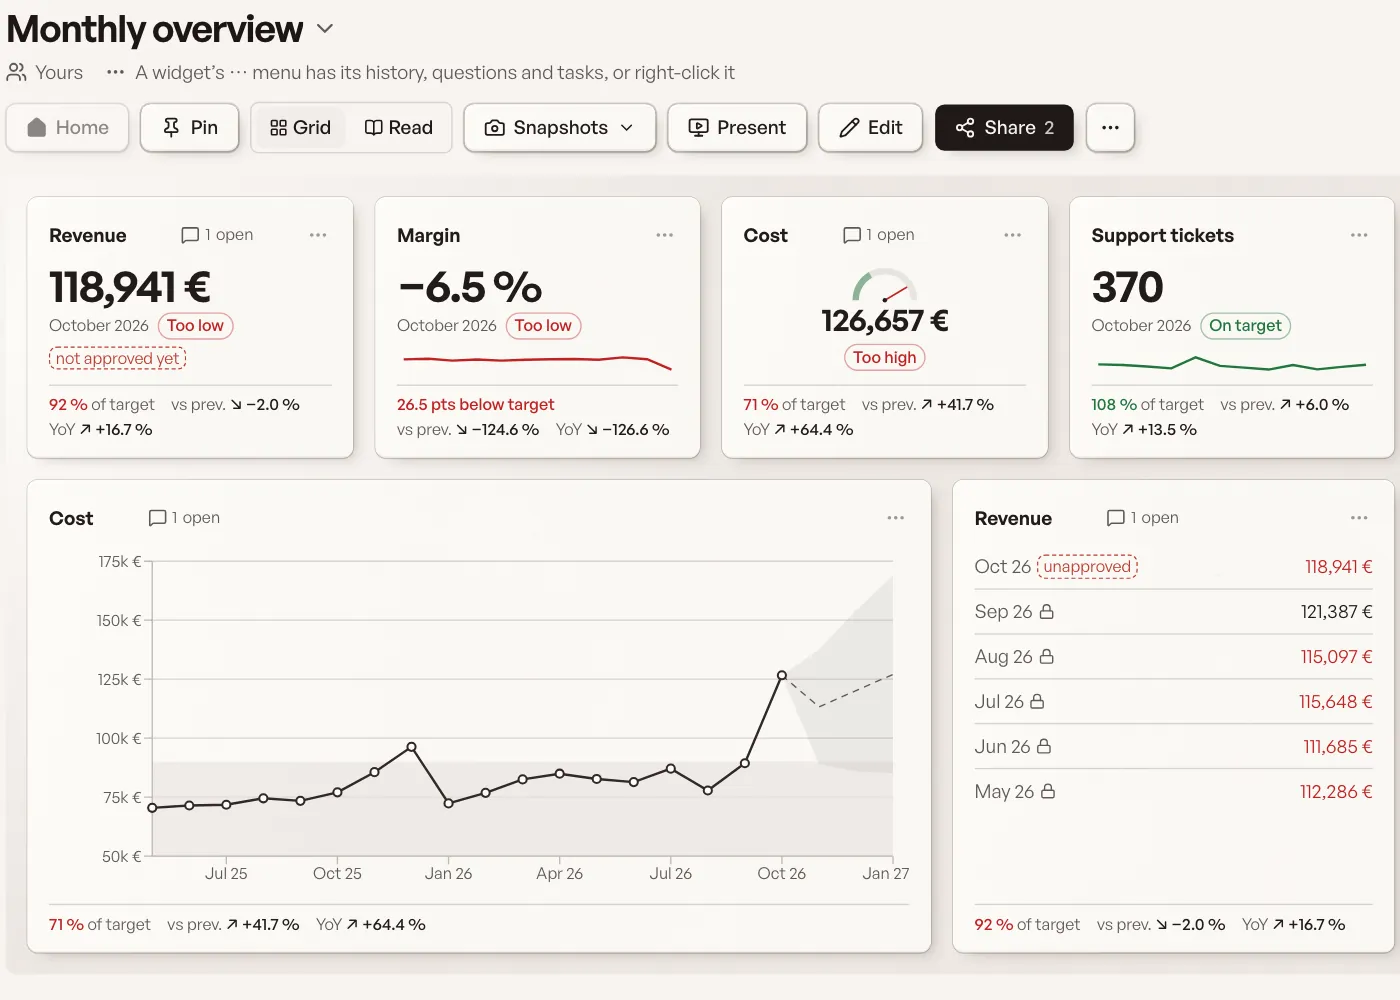 Monthly overview
Yours ··· A widget’s ··· menu has its history, questions and tasks, or right-click it
Home Pin Grid Read Snapshots Present Edit Share 2 ···
Revenue 1 open ···
118,941 €
October 2026 Too low
not approved yet
92 % of target vs prev. ↘ −2.0 %
YoY ↗ +16.7 %
Margin ···
−6.5 %
October 2026 Too low
26.5 pts below target
vs prev. ↘ −124.6 % YoY ↘ −126.6 %
Cost 1 open ···
126,657 €
Too high
71 % of target vs prev. ↗ +41.7 %
YoY ↗ +64.4 %
Support tickets ···
370
October 2026 On target
108 % of target vs prev. ↗ +6.0 %
YoY ↗ +13.5 %
Cost 1 open ···
175k €
150k €
125k €
100k €
75k €
50k €
Jul 25 Oct 25 Jan 26 Apr 26 Jul 26 Oct 26 Jan 27
71 % of target vs prev. ↗ +41.7 % YoY ↗ +64.4 %
Revenue 1 open ···
Oct 26 unapproved 118,941 €
Sep 26 121,387 €
Aug 26 115,097 €
Jul 26 115,648 €
Jun 26 111,685 €
May 26 112,286 €
92 % of target vs prev. ↘ −2.0 % YoY ↗ +16.7 %